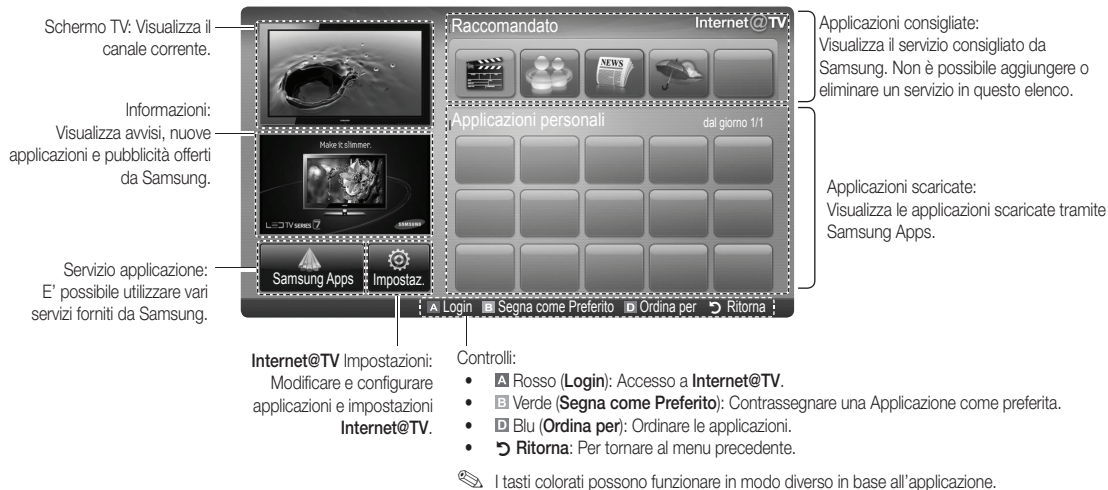 Schermo TV: Visualizza il
canale corrente.
Informazioni:
Visualizza avvisi, nuove
applicazioni e pubblicità offerti
da Samsung.
Servizio applicazione:
E' possibile utilizzare vari
servizi forniti da Samsung.
Make it slimmer.
LED TV SERIES 7
SAMSUNG
Samsung Apps
Impostaz.
Raccomandato
Internet@TV
NEWS
Applicazioni personali
dal giorno 1/1
A Login B Segna come Preferito D Ordina per Ritorna
Applicazioni consigliate:
Visualizza il servizio consigliato da
Samsung. Non è possibile aggiungere o
eliminare un servizio in questo elenco.
Applicazioni scaricate:
Visualizza le applicazioni scaricate tramite
Samsung Apps.
Internet@TV Impostazioni:
Modificare e configurare
applicazioni e impostazioni
Internet@TV.
Controlli:
• A Rosso (Login): Accesso a Internet@TV.
• B Verde (Segna come Preferito): Contrassegnare una Applicazione come preferita.
• D Blu (Ordina per): Ordinare le applicazioni.
• Ritorna: Per tornare al menu precedente.
I tasti colorati possono funzionare in modo diverso in base all'applicazione.